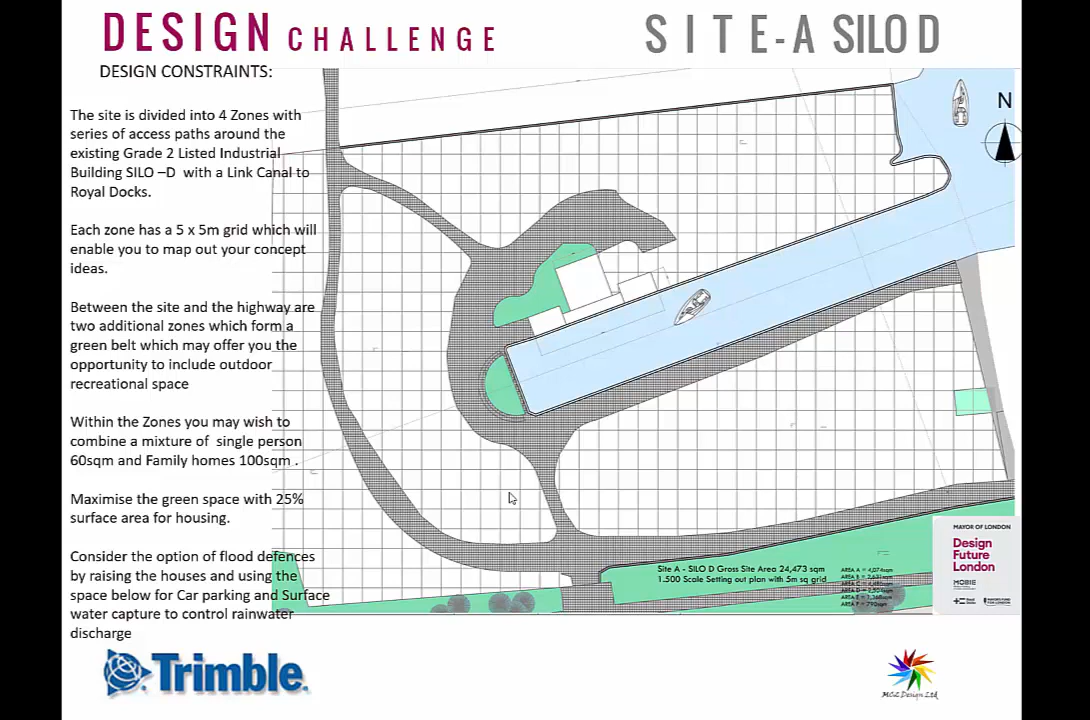 DESIGN CHALLENGE
SITE-A SILO D
DESIGN CONSTRAINTS:
The site is divided into 4 Zones with
series of access paths around the
existing Grade 2 Listed Industrial
Building SILO –D with a Link Canal to
Royal Docks.
Each zone has a 5 x 5m grid which will
enable you to map out your concept
ideas.
Between the site and the highway are
two additional zones which form a
green belt which may offer you the
opportunity to include outdoor
recreational space
Within the Zones you may wish to
combine a mixture of single person
60sqm and Family homes 100sqm .
Maximise the green space with 25%
surface area for housing.
Consider the option of flood defences
by raising the houses and using the
space below for Car parking and Surface
water capture to control rainwater
discharge
N
Site A - SILO D Gross Site Area 24,473 sqm
1.500 Scale Setting out plan with 5m sq grid
AREA A = 4,074sqm
MAYOR OF LONDON
Design
Future
London
Trimble.
MCZ Design Ltd